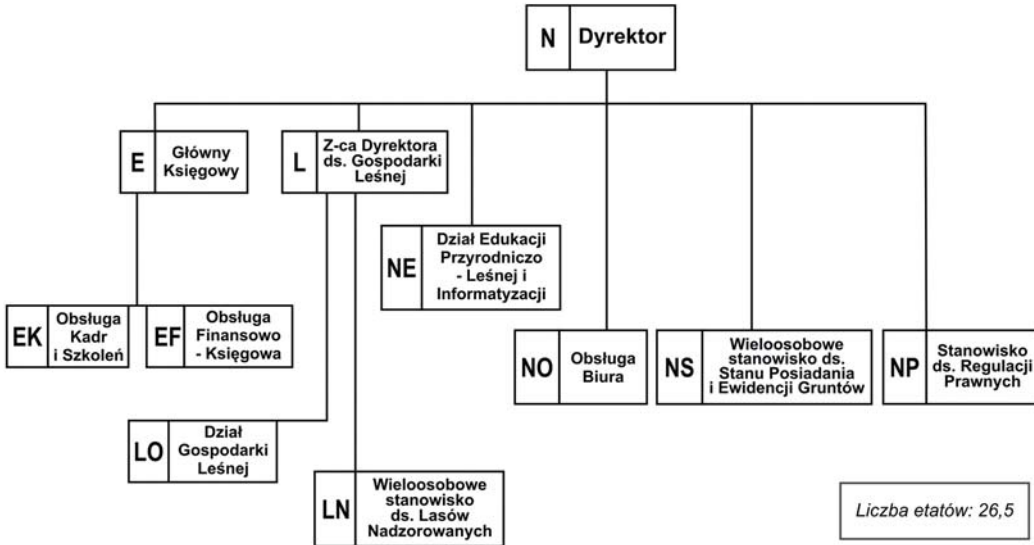 N Dyrektor
E Główny
Księgowy
L Z-ca Dyrektora
ds. Gospodarki
Leśnej
NE Dział Edukacji
Przyrodniczo
- Leśnej i
Informatyzacji
EK Obsługa
Kadr
i Szkoleń
EF Obsługa
Finansowo
- Księgowa
NO Obsługa
Biura
NS Wieloosobowe
stanowisko ds.
Stanu Posiadania
i Ewidencji Gruntów
NP Stanowisko
ds. Regulacji
Prawnych
LO Dział
Gospodarki
Leśnej
LN Wieloosobowe
stanowisko
ds. Lasów
Nadzorowanych
Liczba etatów: 26,5